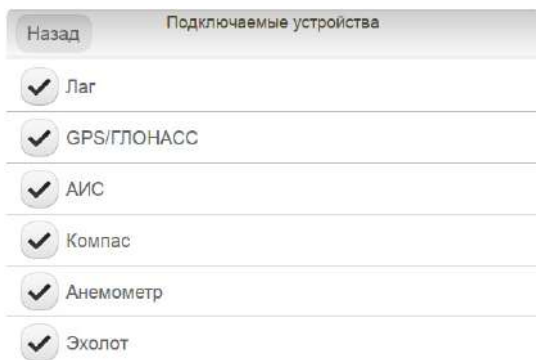 Подключаемые устройства
Назад
Лаг
GPS/ГЛОНАСС
АИС
Компас
Анемометр
Эхолот